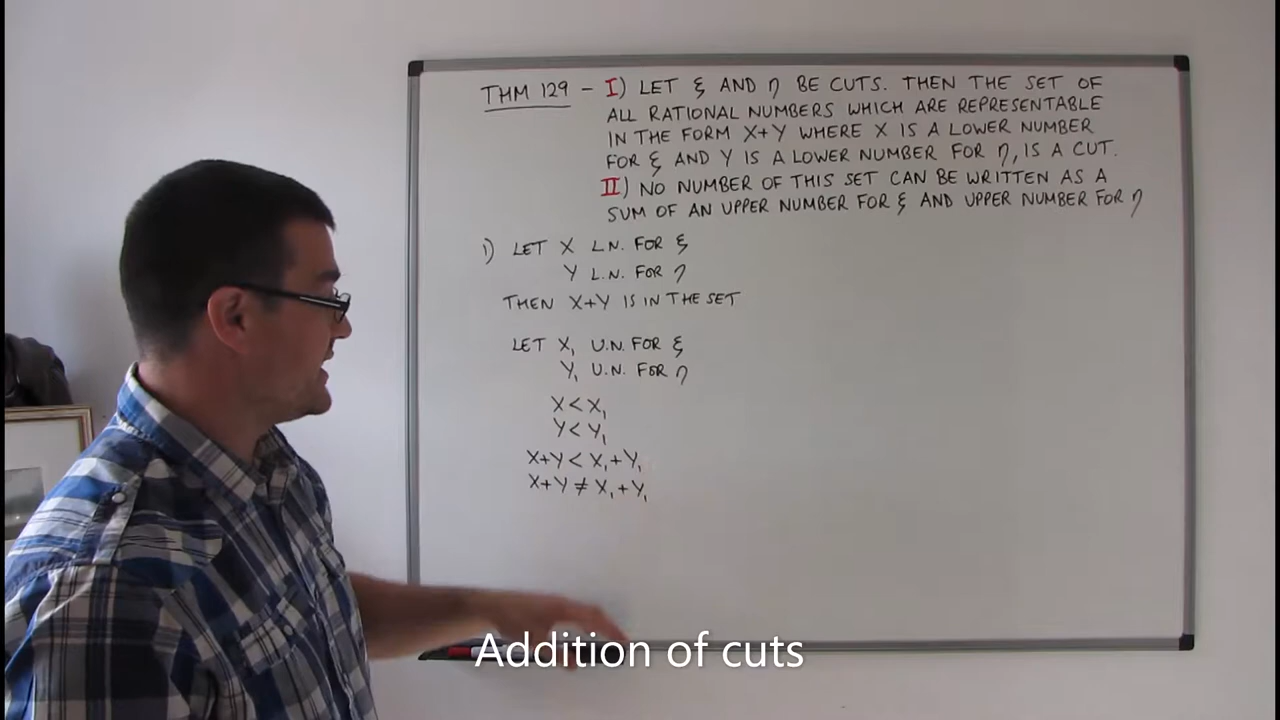 THM 129 - I) LET ξ AND η BE CUTS. THEN THE SET OF
ALL RATIONAL NUMBERS WHICH ARE REPRESENTABLE
IN THE FORM X+Y WHERE X IS A LOWER NUMBER
FOR ξ AND Y IS A LOWER NUMBER FOR η, IS A CUT.
II) NO NUMBER OF THIS SET CAN BE WRITTEN AS A
SUM OF AN UPPER NUMBER FOR ξ AND UPPER NUMBER FOR η
1) LET X L.N. FOR ξ
Y L.N. FOR η
THEN X+Y IS IN THE SET
LET X₁ U.N. FOR ξ
Y₁ U.N. FOR η
X < X₁
Y < Y₁
X+Y < X₁+Y₁
X+Y ≠ X₁+Y₁
Addition of cuts